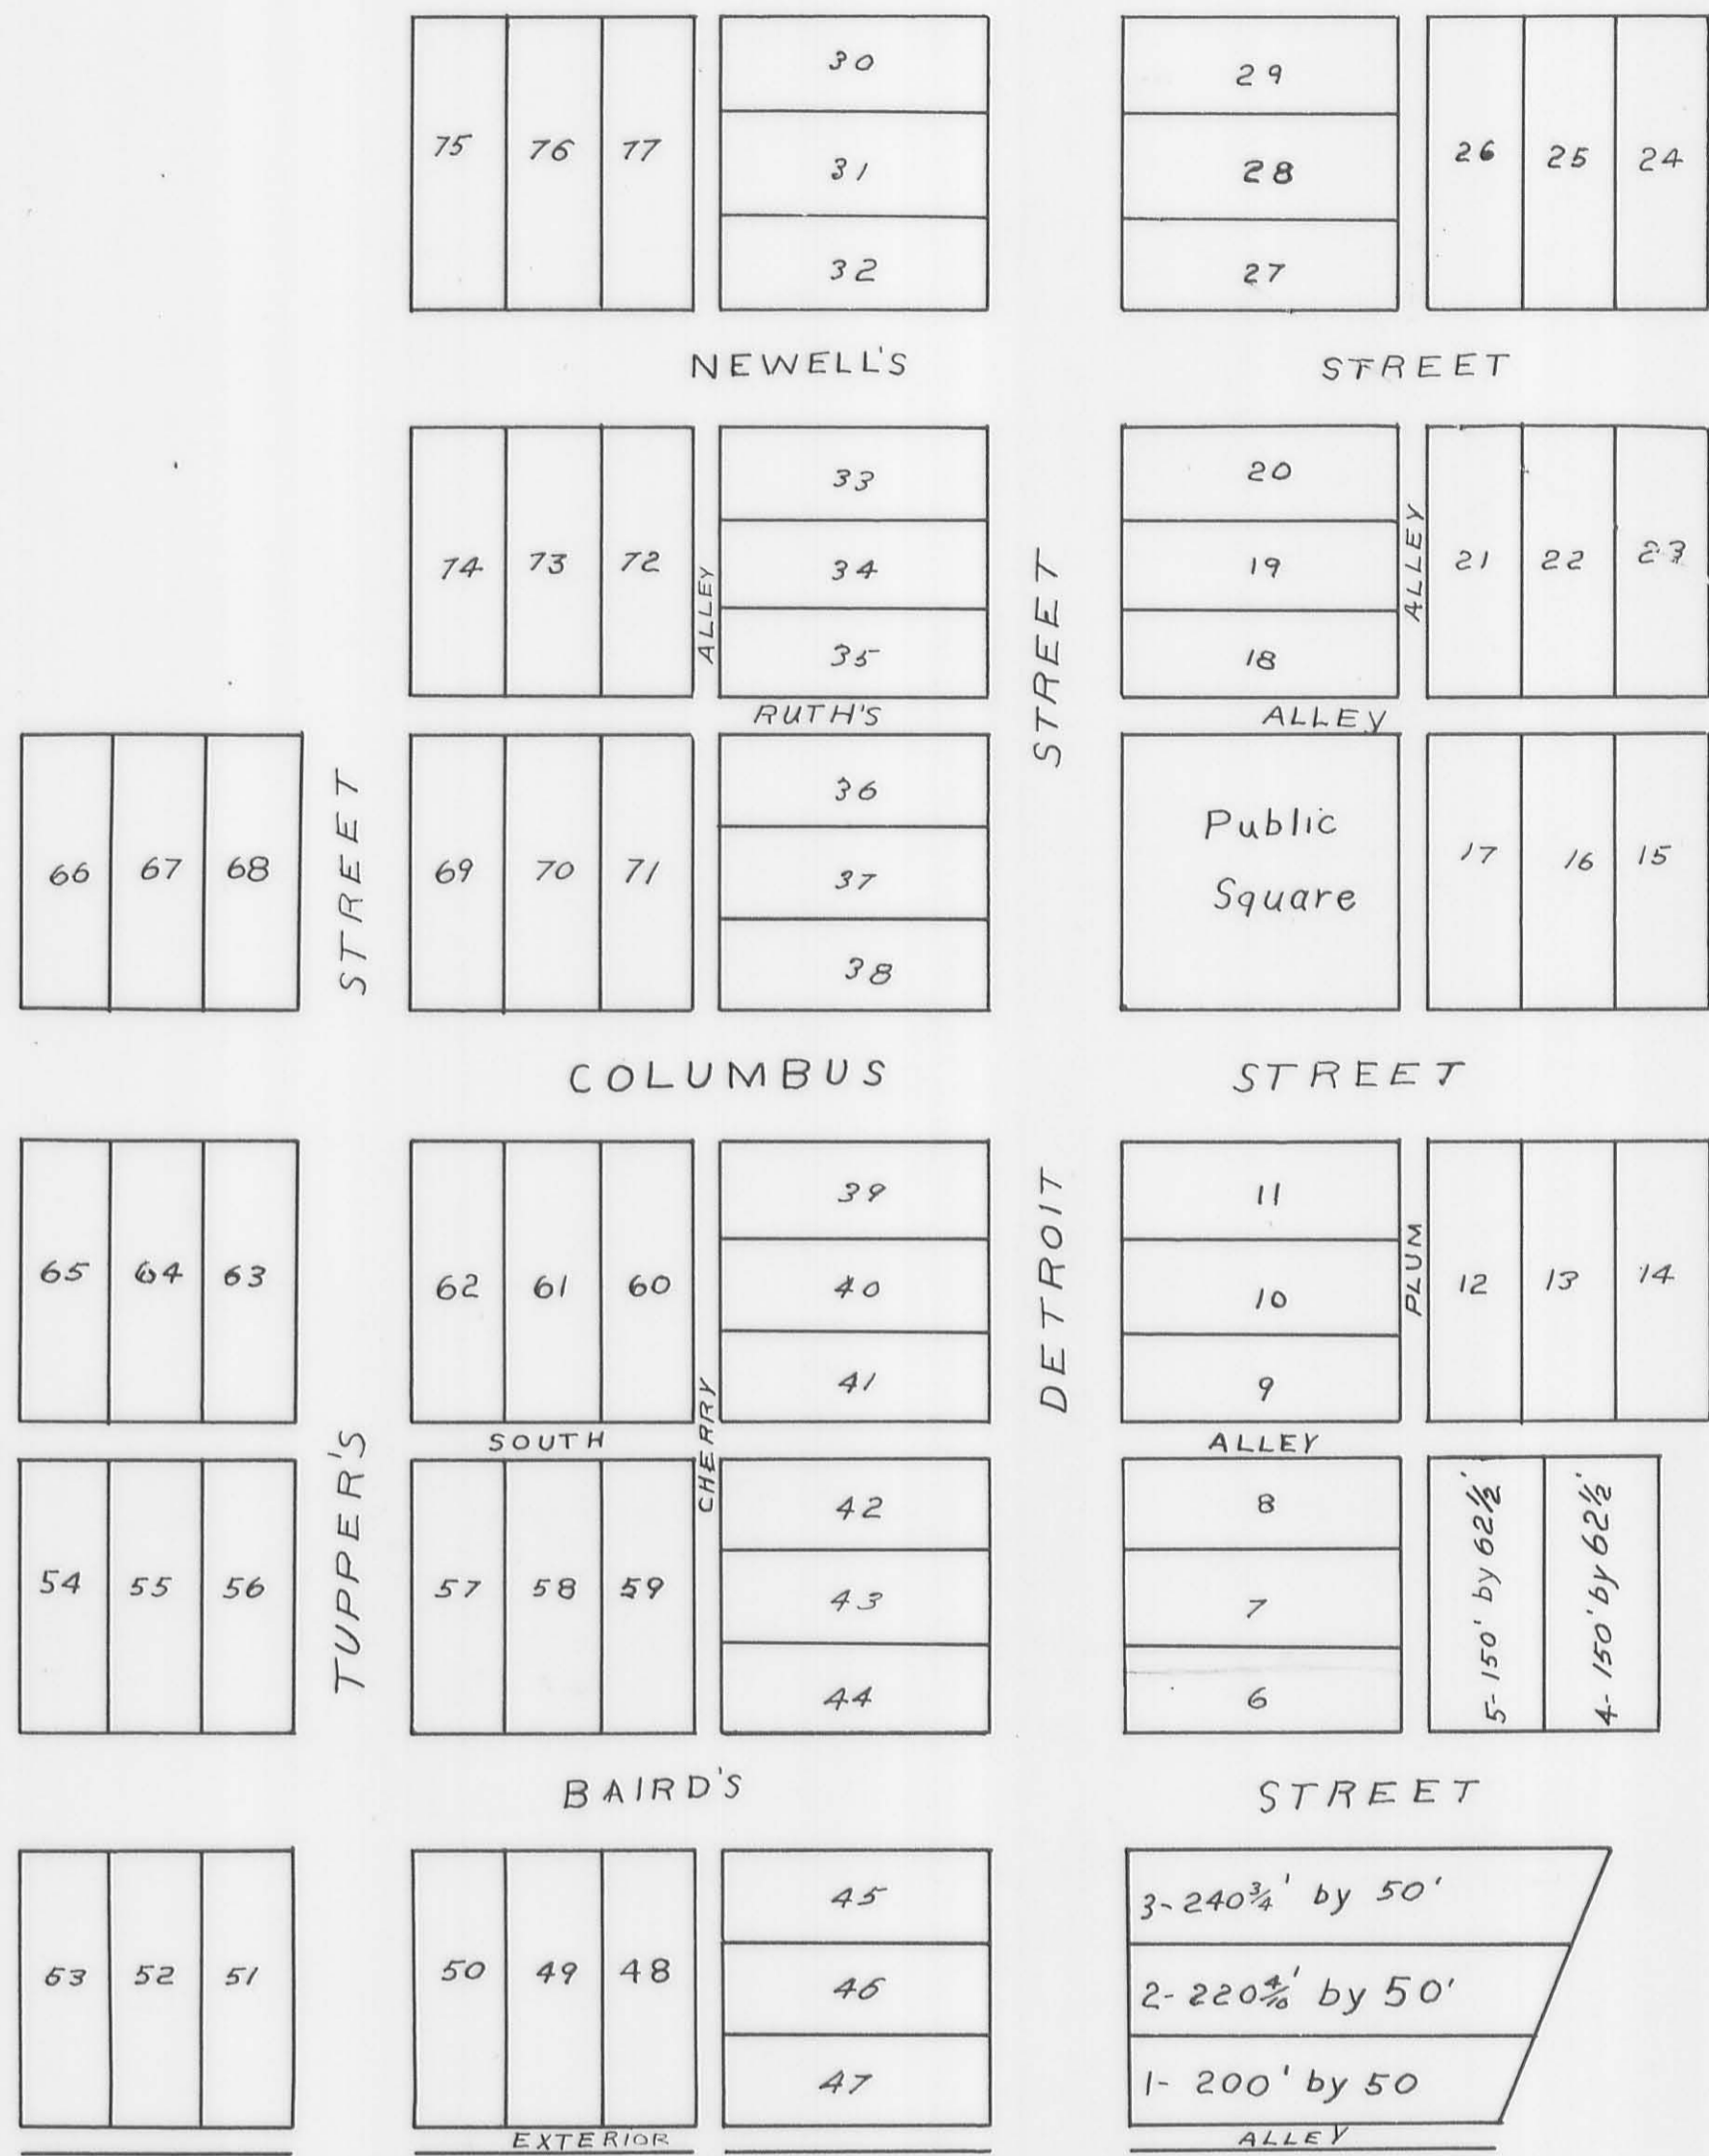 30
29
75 76 77
31
28
26 25 24
32
27
NEWELL'S STREET
33
20
74 73 72
34
19
21 22 23
35
18
ALLEY
ALLEY
RUTH'S ALLEY
STREET
STREET
36
66 67 68
69 70 71
37
38
Public
Square
17 16 15
COLUMBUS STREET
39
11
65 64 63
62 61 60
40
10
12 13 14
41
9
PLUM
DETROIT
CHERRY
SOUTH ALLEY
TUPPER'S
42
8
54 55 56
57 58 59
43
7
44
6
5- 150' by 62½'
4- 150' by 62½'
BAIRD'S STREET
45
3- 240¾' by 50'
53 52 51
50 49 48
46
2- 220 4/10' by 50'
47
1- 200' by 50
EXTERIOR ALLEY